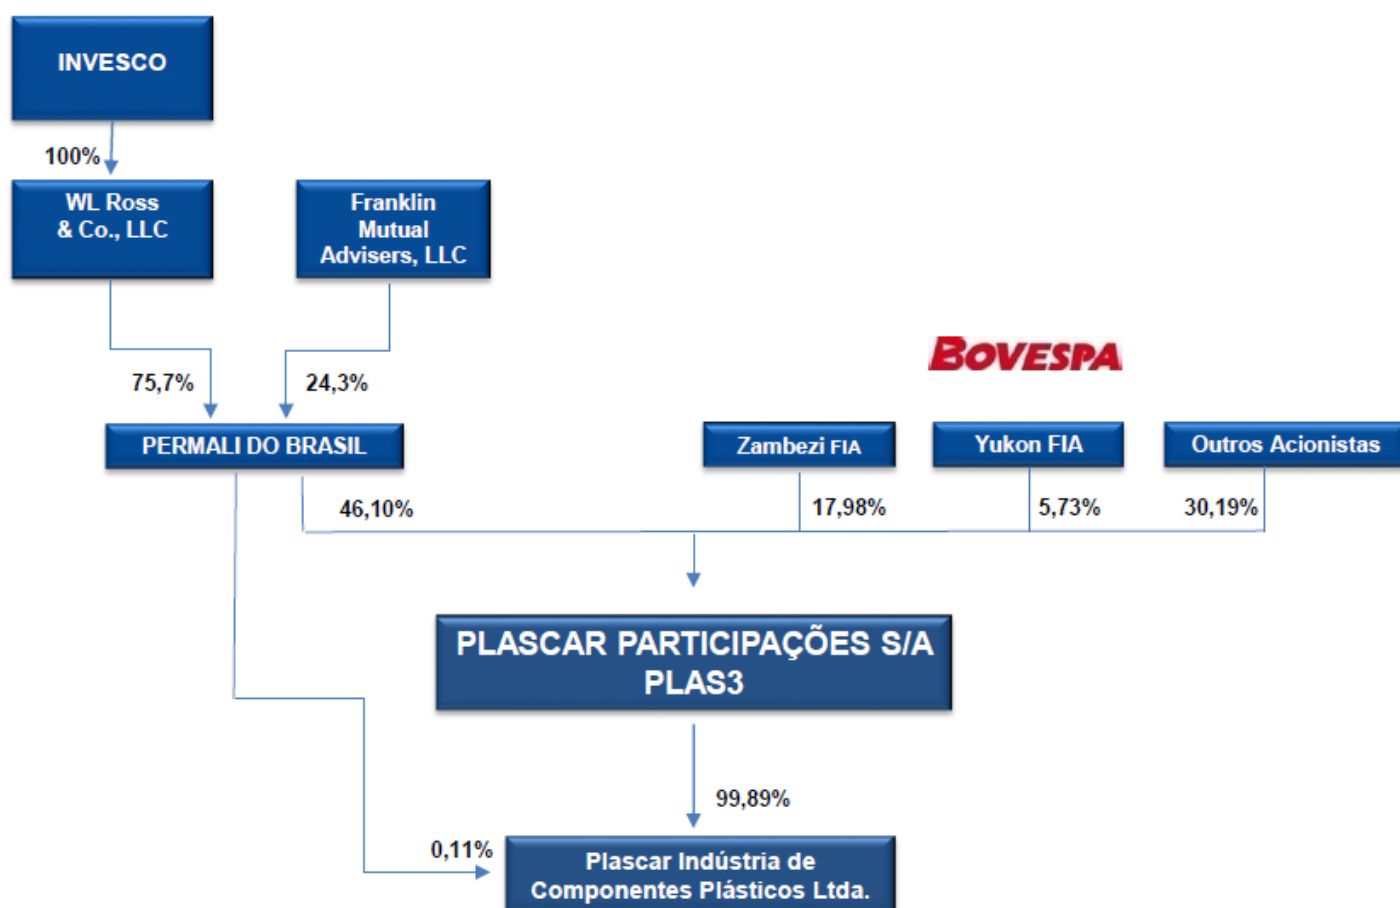 INVESCO
100%
WL Ross
& Co., LLC
Franklin
Mutual
Advisers, LLC
BOVESPA
75,7%
24,3%
PERMALI DO BRASIL
Zambezi FIA
Yukon FIA
Outros Acionistas
46,10%
17,98%
5,73%
30,19%
PLASCAR PARTICIPAÇÕES S/A
PLAS3
99,89%
0,11%
Plascar Indústria de
Componentes Plásticos Ltda.